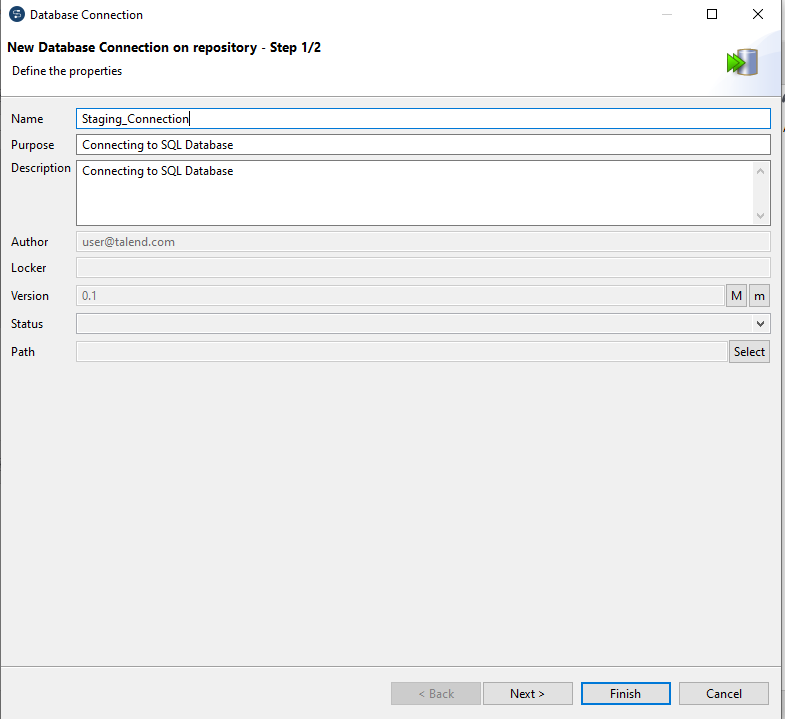 Database Connection
New Database Connection on repository - Step 1/2
Define the properties
Name Staging_Connection
Purpose Connecting to SQL Database
Description Connecting to SQL Database
Author user@talend.com
Locker
Version 0.1 M m
Status
Path Select
< Back Next > Finish Cancel